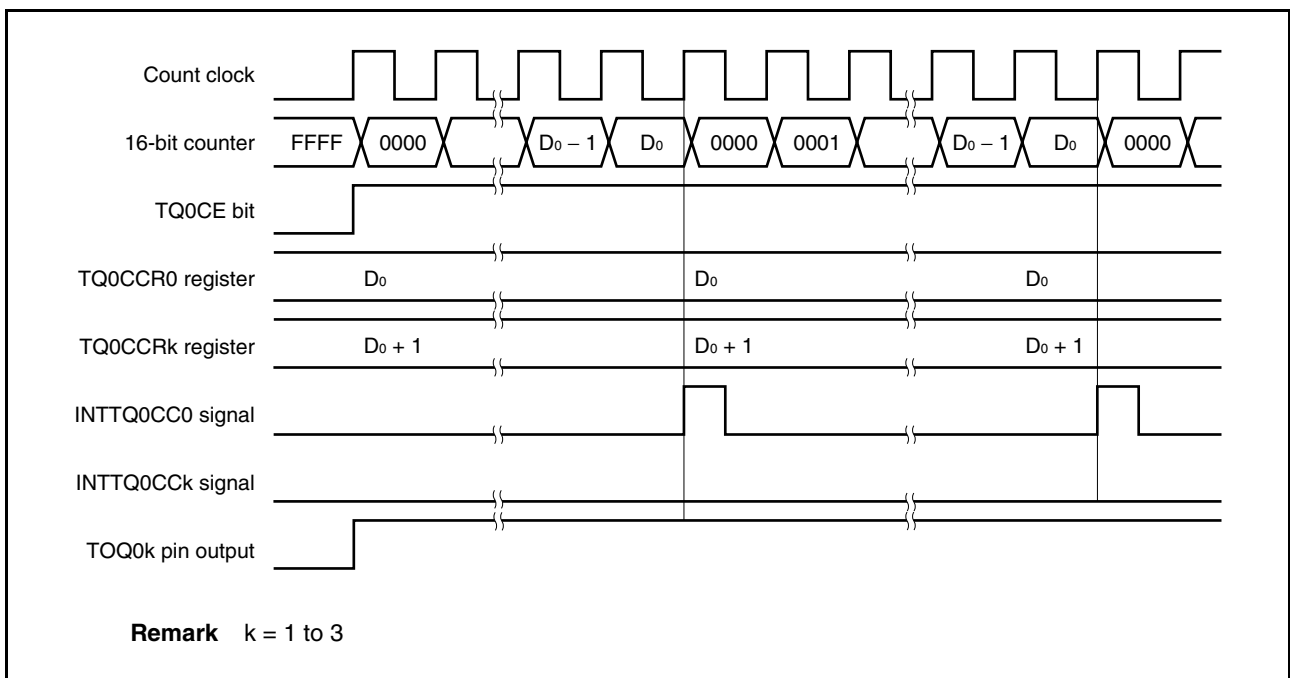 Count clock
16-bit counter FFFF 0000 D₀ − 1 D₀ 0000 0001 D₀ − 1 D₀ 0000
TQ0CE bit
TQ0CCR0 register D₀ D₀ D₀
TQ0CCRk register D₀ + 1 D₀ + 1 D₀ + 1
INTTQ0CC0 signal
INTTQ0CCk signal
TOQ0k pin output
Remark k = 1 to 3